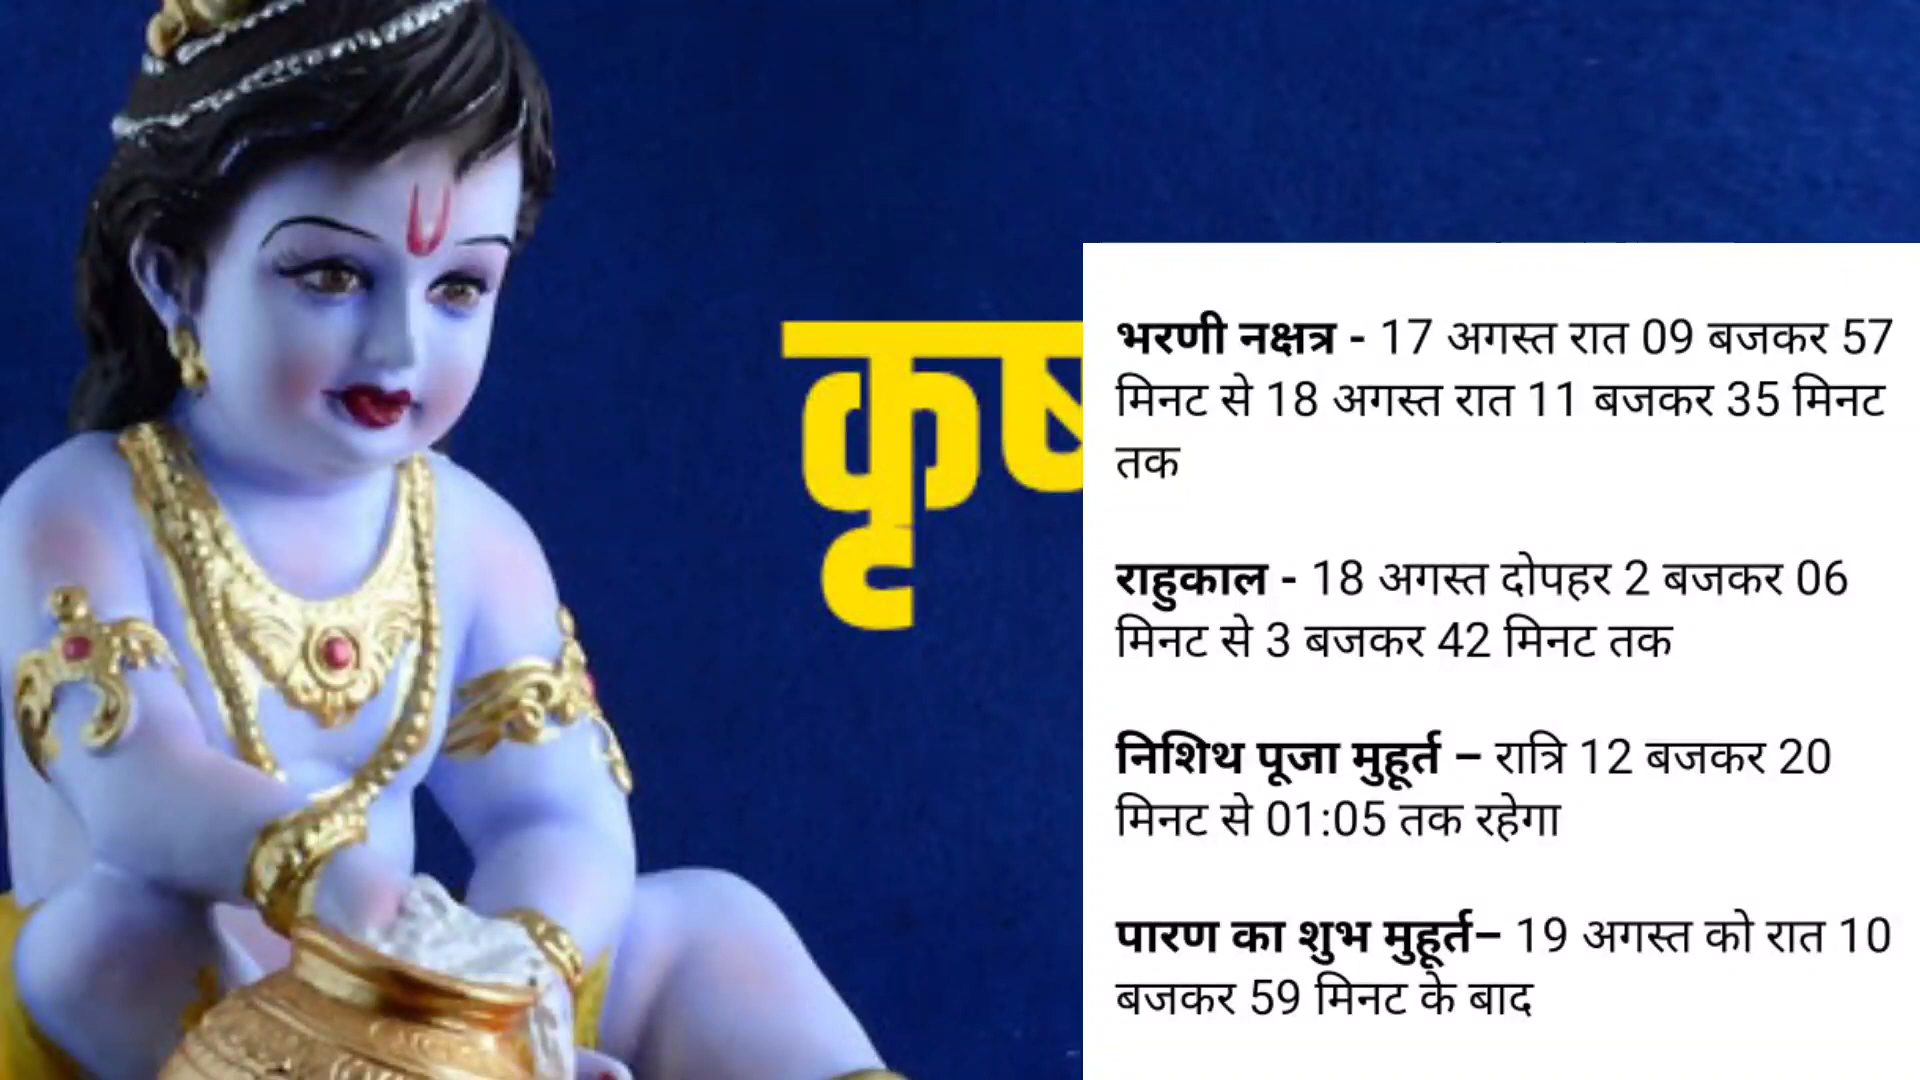 कृष
भरणी नक्षत्र - 17 अगस्त रात 09 बजकर 57
मिनट से 18 अगस्त रात 11 बजकर 35 मिनट
तक
राहुकाल - 18 अगस्त दोपहर 2 बजकर 06
मिनट से 3 बजकर 42 मिनट तक
निशिथ पूजा मुहूर्त – रात्रि 12 बजकर 20
मिनट से 01:05 तक रहेगा
पारण का शुभ मुहूर्त– 19 अगस्त को रात 10
बजकर 59 मिनट के बाद